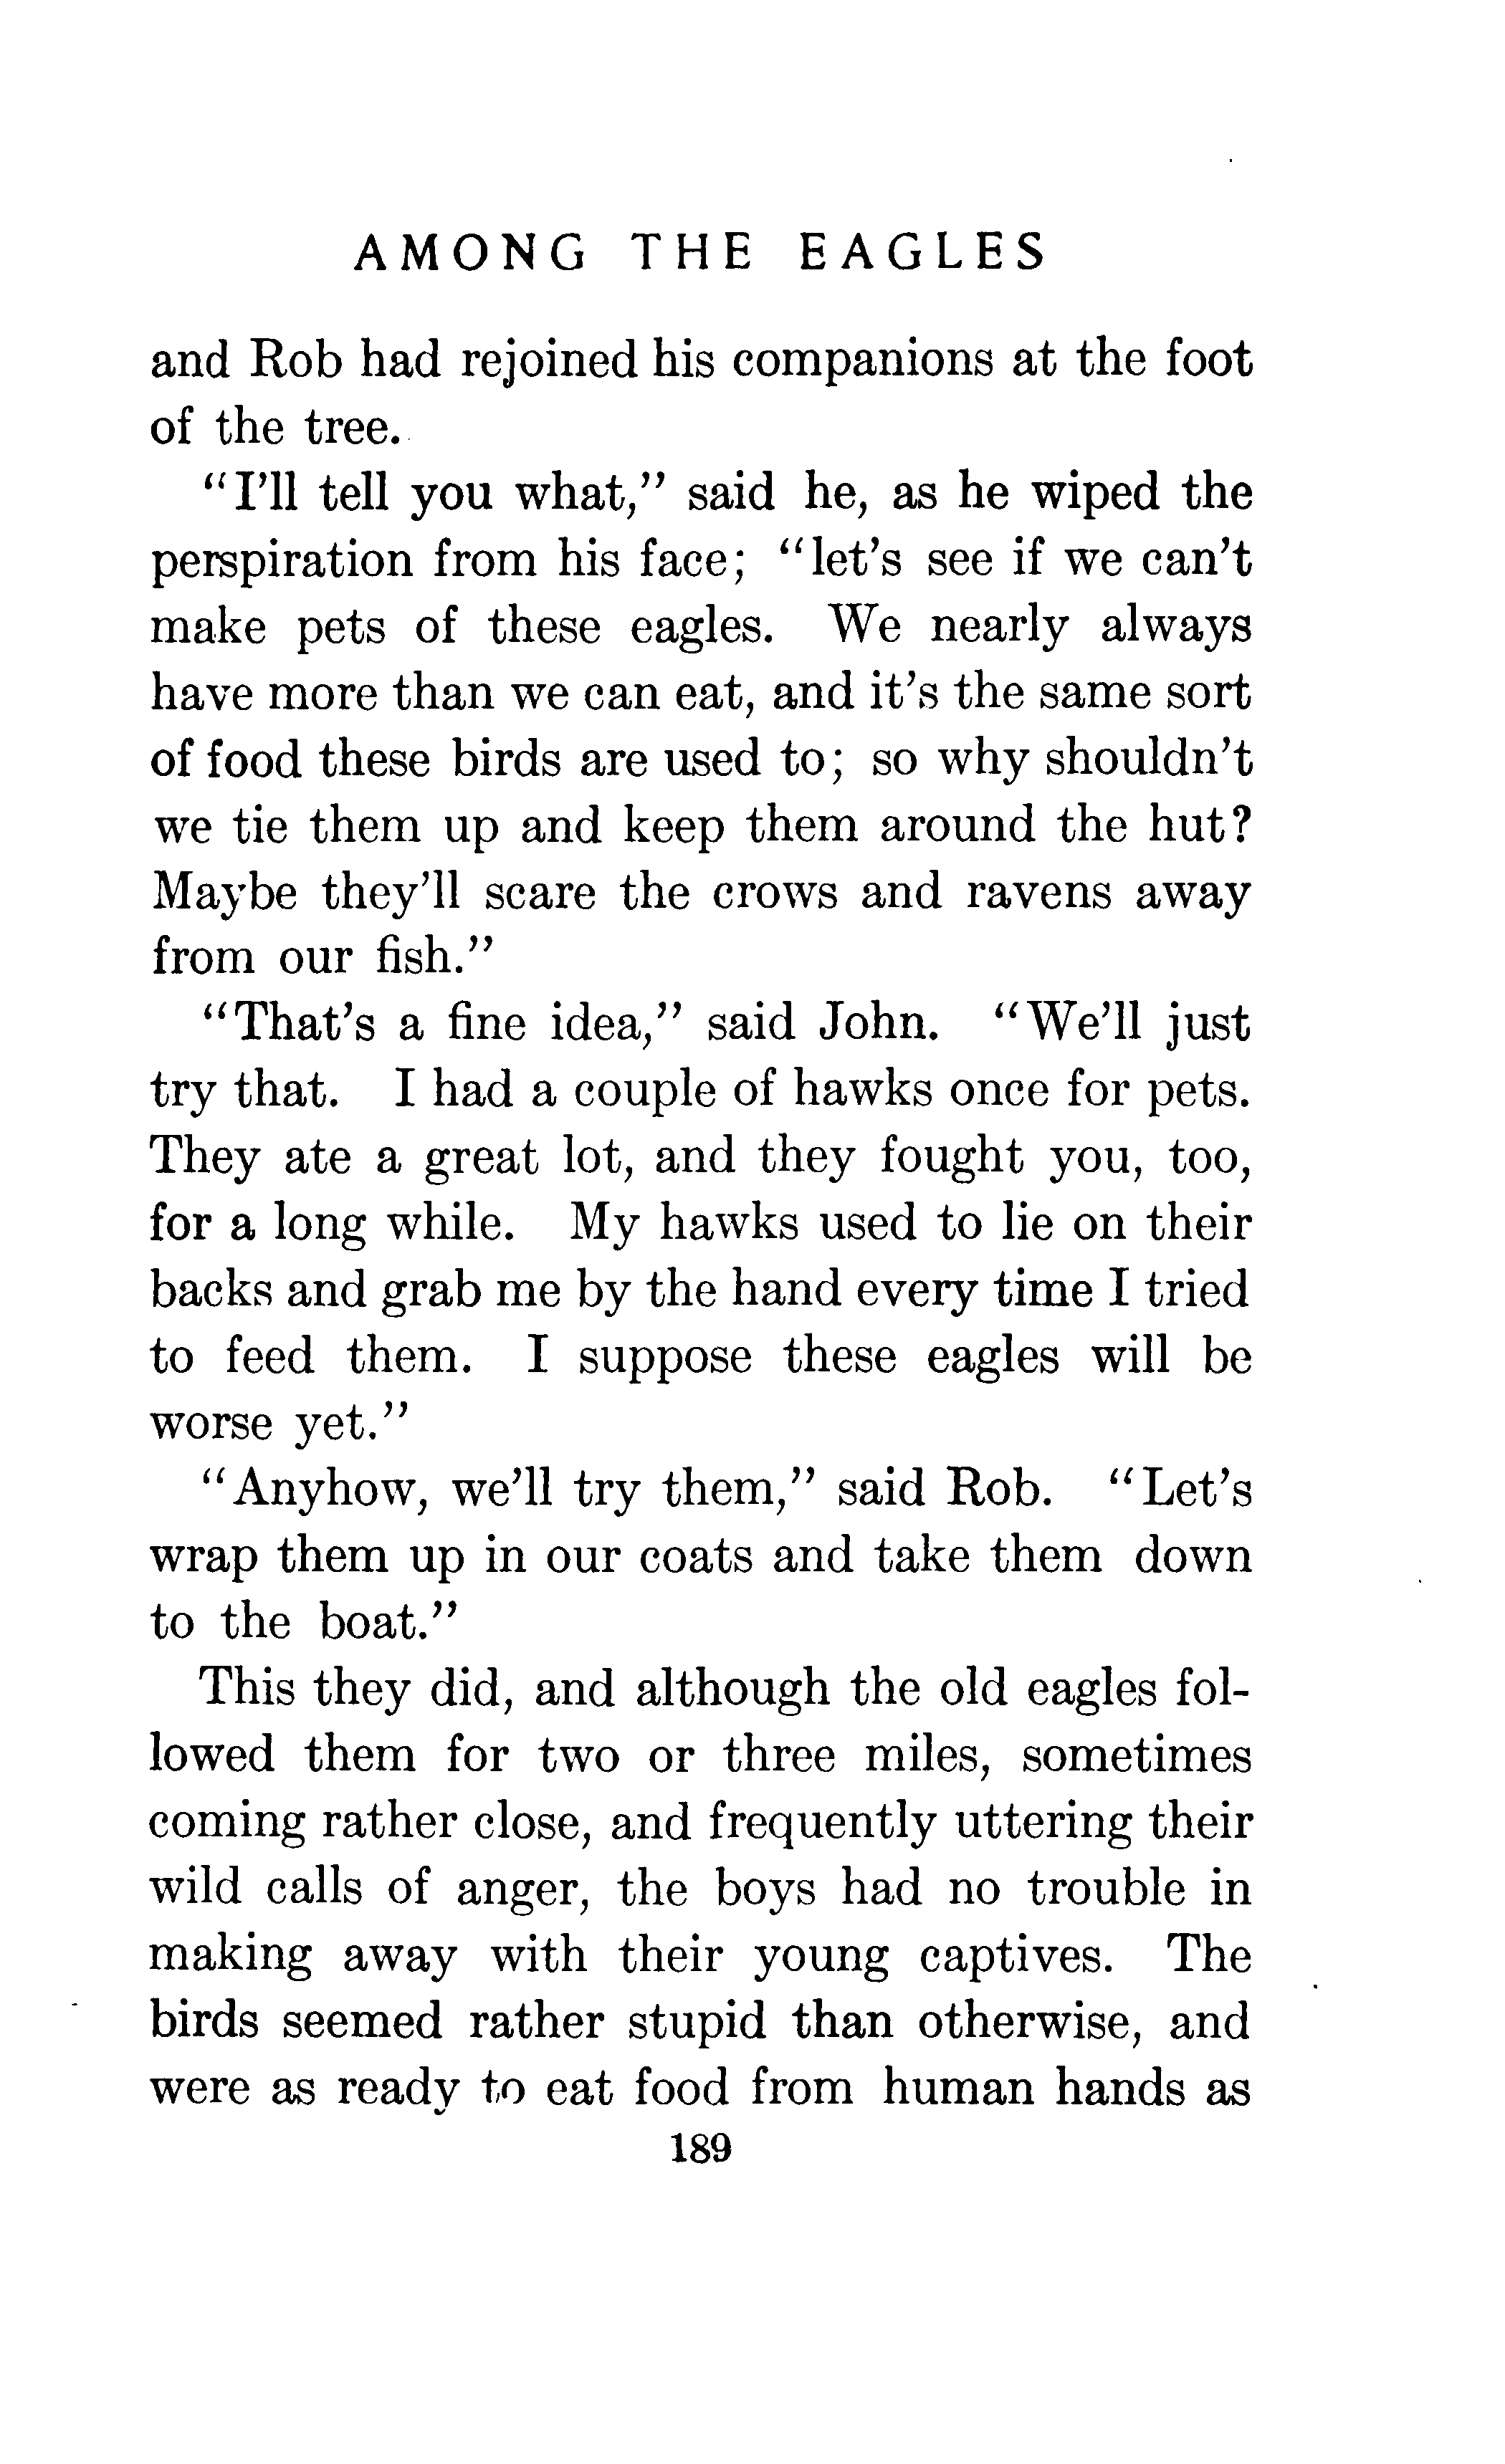 AMONG THE EAGLES
and Rob had rejoined his companions at the foot
of the tree.
"I'll tell you what," said he, as he wiped the
perspiration from his face; "let's see if we can't
make pets of these eagles. We nearly always
have more than we can eat, and it's the same sort
of food these birds are used to; so why shouldn't
we tie them up and keep them around the hut?
Maybe they'll scare the crows and ravens away
from our fish."
"That's a fine idea," said John. "We'll just
try that. I had a couple of hawks once for pets.
They ate a great lot, and they fought you, too,
for a long while. My hawks used to lie on their
backs and grab me by the hand every time I tried
to feed them. I suppose these eagles will be
worse yet."
"Anyhow, we'll try them," said Rob. "Let's
wrap them up in our coats and take them down
to the boat."
This they did, and although the old eagles fol-
lowed them for two or three miles, sometimes
coming rather close, and frequently uttering their
wild calls of anger, the boys had no trouble in
making away with their young captives. The
birds seemed rather stupid than otherwise, and
were as ready to eat food from human hands as
189